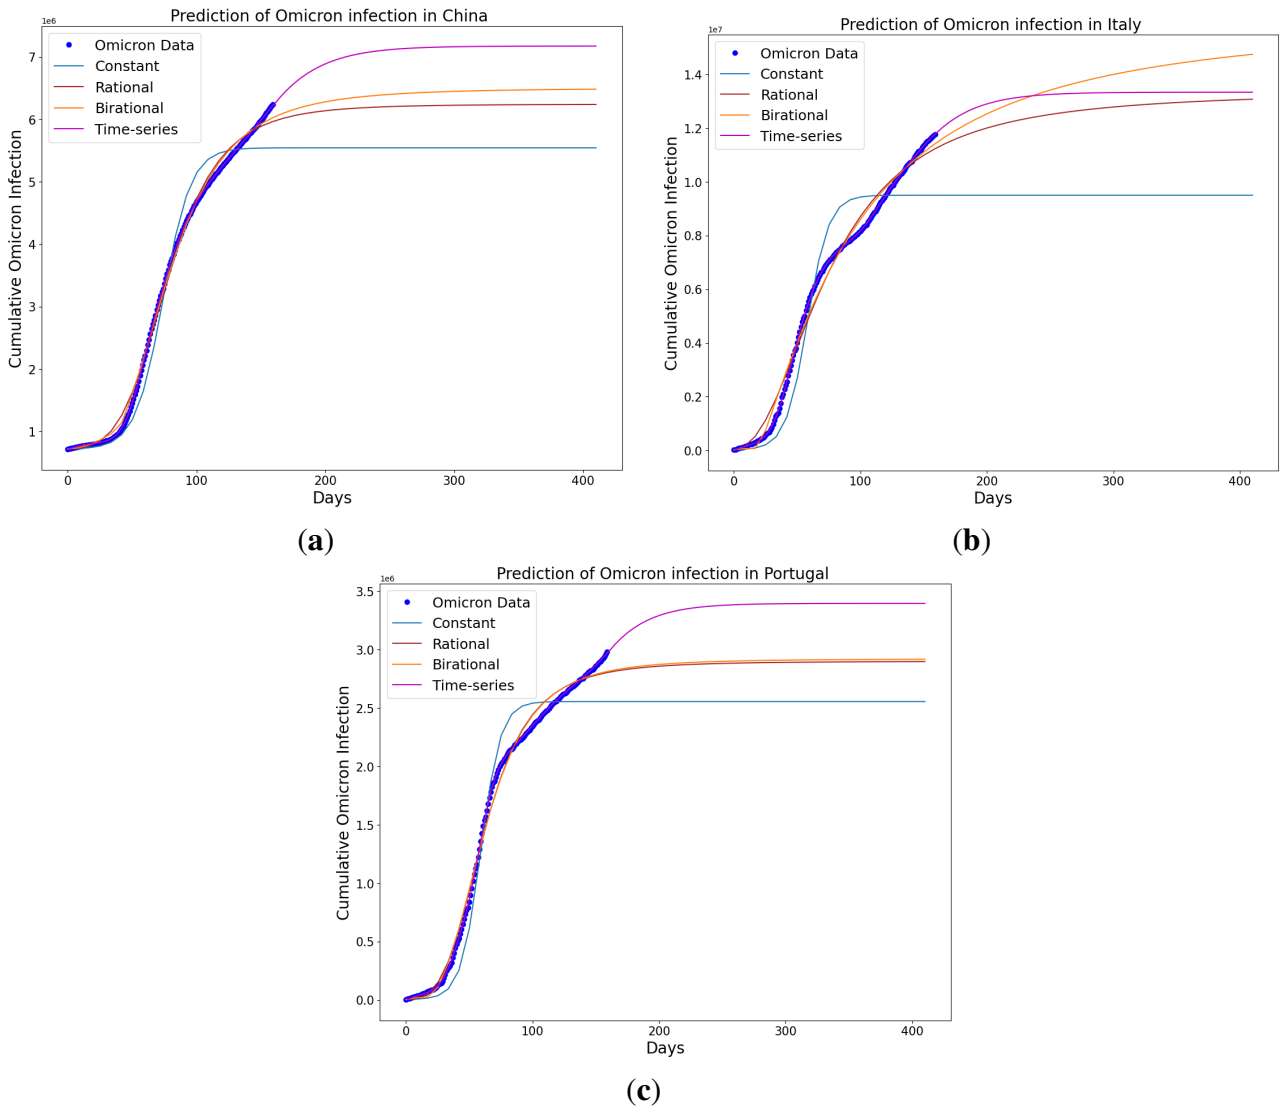 Prediction of Omicron infection in China
1e6
Omicron Data
Constant
Rational
Birational
Time-series
7
6
5
4
3
2
1
Cumulative Omicron Infection
0 100 200 300 400
Days
(a)
Prediction of Omicron infection in Italy
1e7
Omicron Data
Constant
Rational
Birational
Time-series
1.4
1.2
1.0
0.8
0.6
0.4
0.2
0.0
Cumulative Omicron Infection
0 100 200 300 400
Days
(b)
Prediction of Omicron infection in Portugal
1e6
Omicron Data
Constant
Rational
Birational
Time-series
3.5
3.0
2.5
2.0
1.5
1.0
0.5
0.0
Cumulative Omicron Infection
0 100 200 300 400
Days
(c)